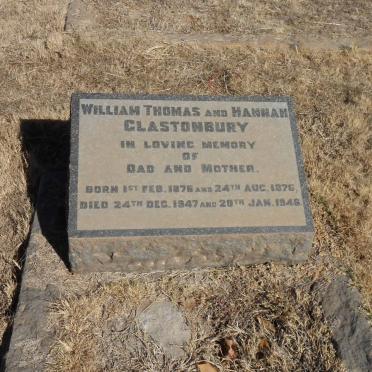 WILLIAM THOMAS AND HANNAH
GLASTONBURY
IN LOVING MEMORY
OF
DAD AND MOTHER.
BORN 1ST FEB. 1876 AND 24TH AUG. 1876.
DIED 24TH DEC. 1947 AND 29TH JAN. 1948.